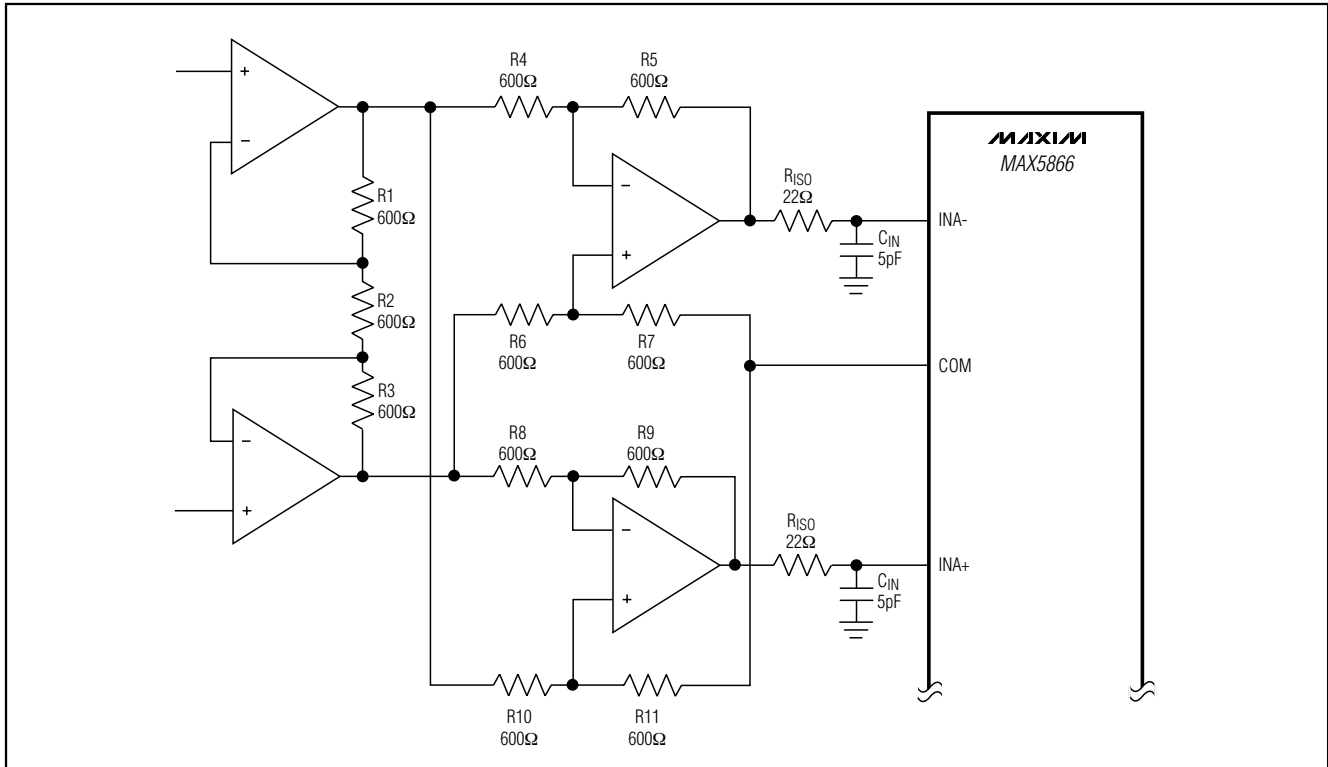 R4
600Ω
R5
600Ω
+
−
MAXIM
MAX5866
R1
600Ω
RISO
22Ω
−
INA-
CIN
5pF
+
R2
600Ω
R6
600Ω
R7
600Ω
COM
R3
600Ω
−
+
R8
600Ω
R9
600Ω
−
RISO
22Ω
INA+
CIN
5pF
+
R10
600Ω
R11
600Ω